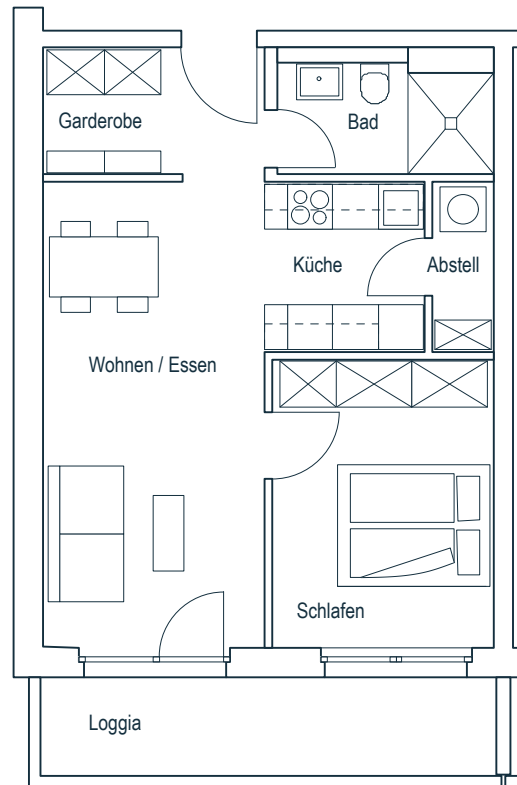 Garderobe
Bad
Küche
Abstell
Wohnen / Essen
Schlafen
Loggia